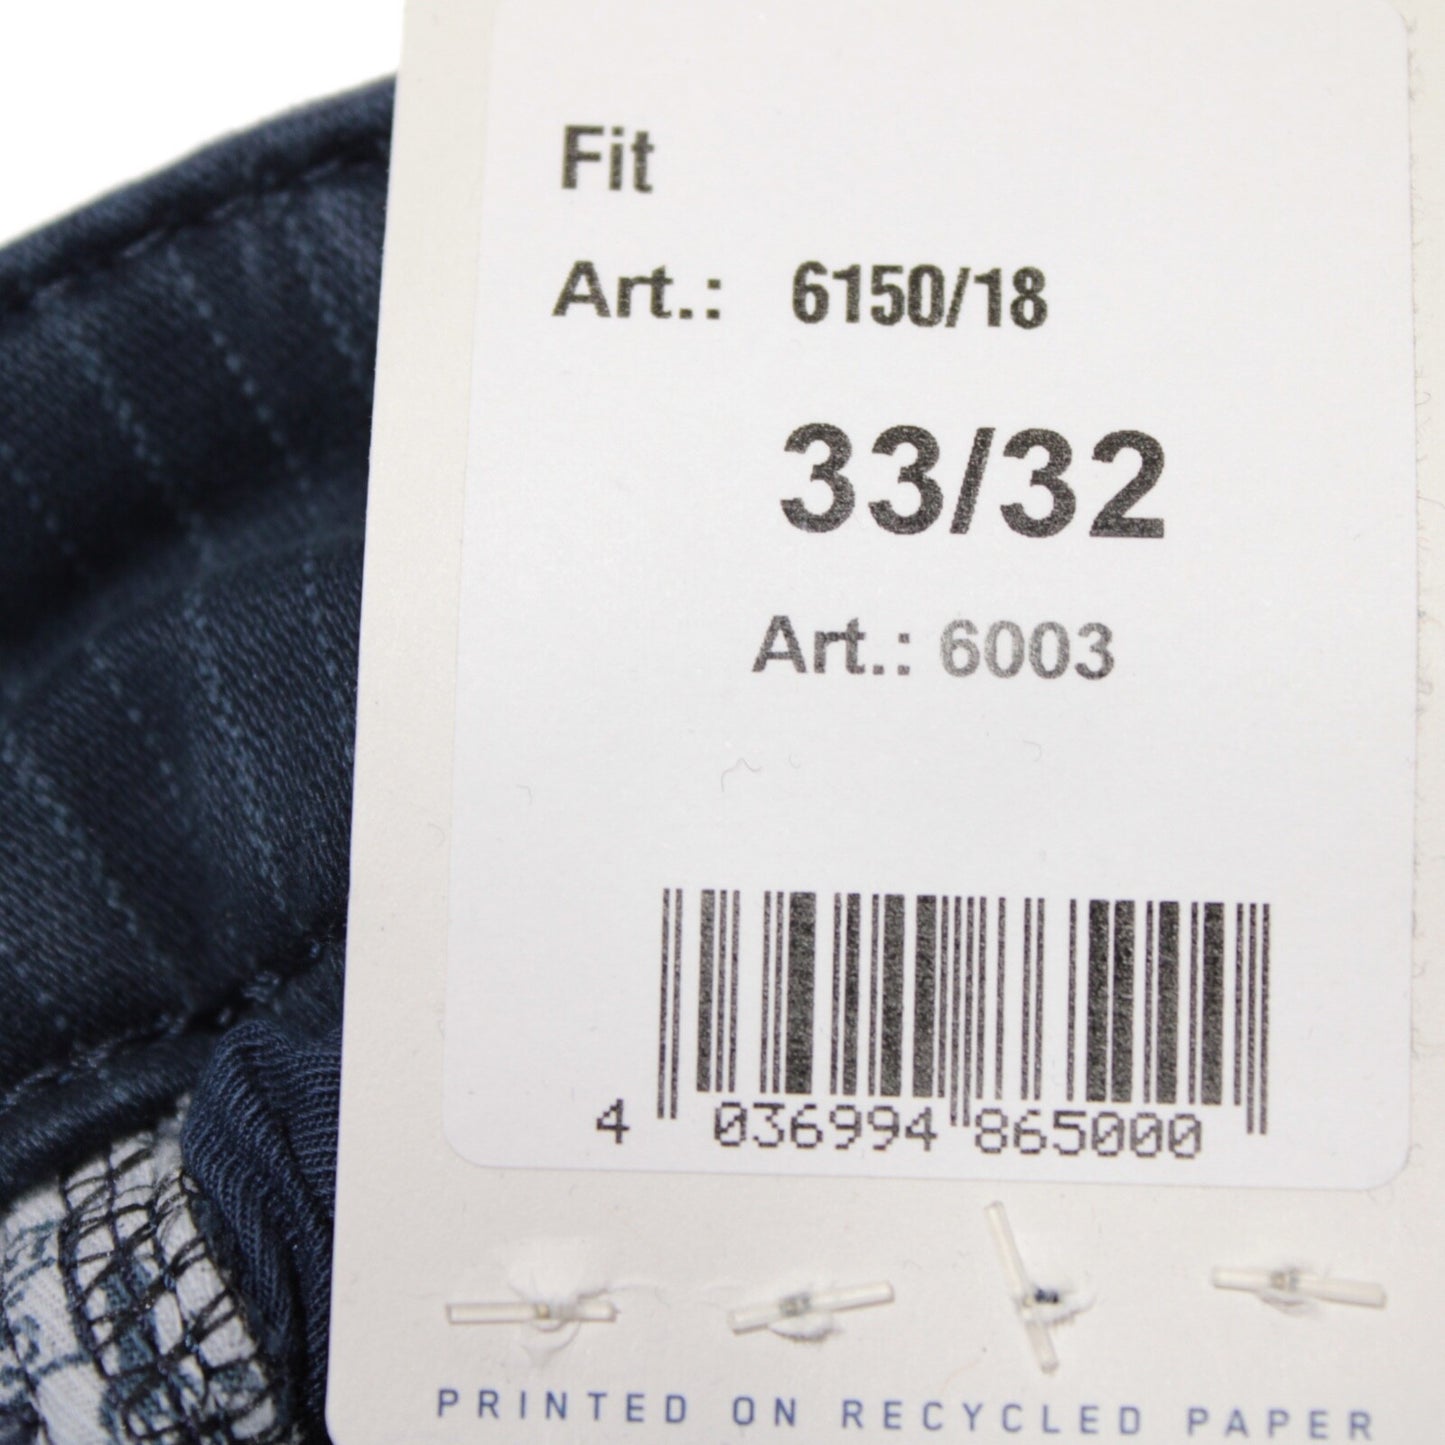 Fit
Art.: 6150/18
33/32
Art.: 6003
4 036994 865000
PRINTED ON RECYCLED PAPER